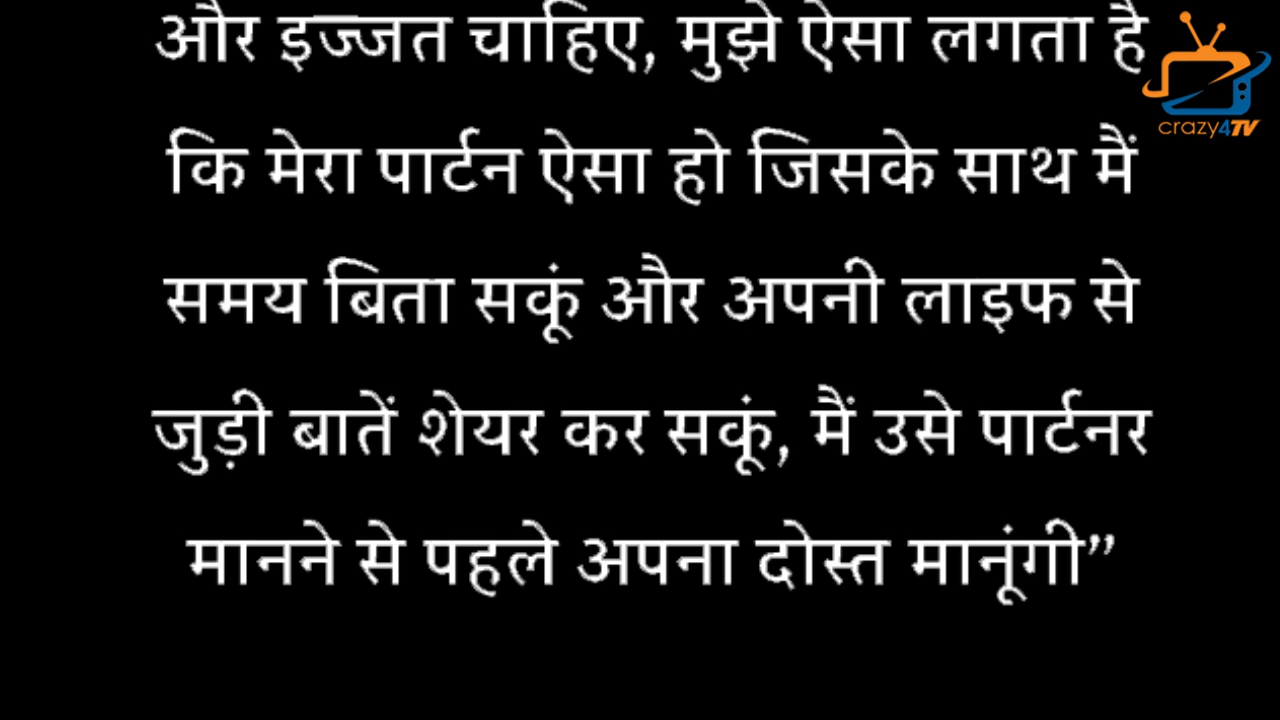 और इज्जत चाहिए, मुझे ऐसा लगता है
कि मेरा पार्टन ऐसा हो जिसके साथ मैं
समय बिता सकूं और अपनी लाइफ से
जुड़ी बातें शेयर कर सकूं, मैं उसे पार्टनर
मानने से पहले अपना दोस्त मानूंगी”
crazy4TV